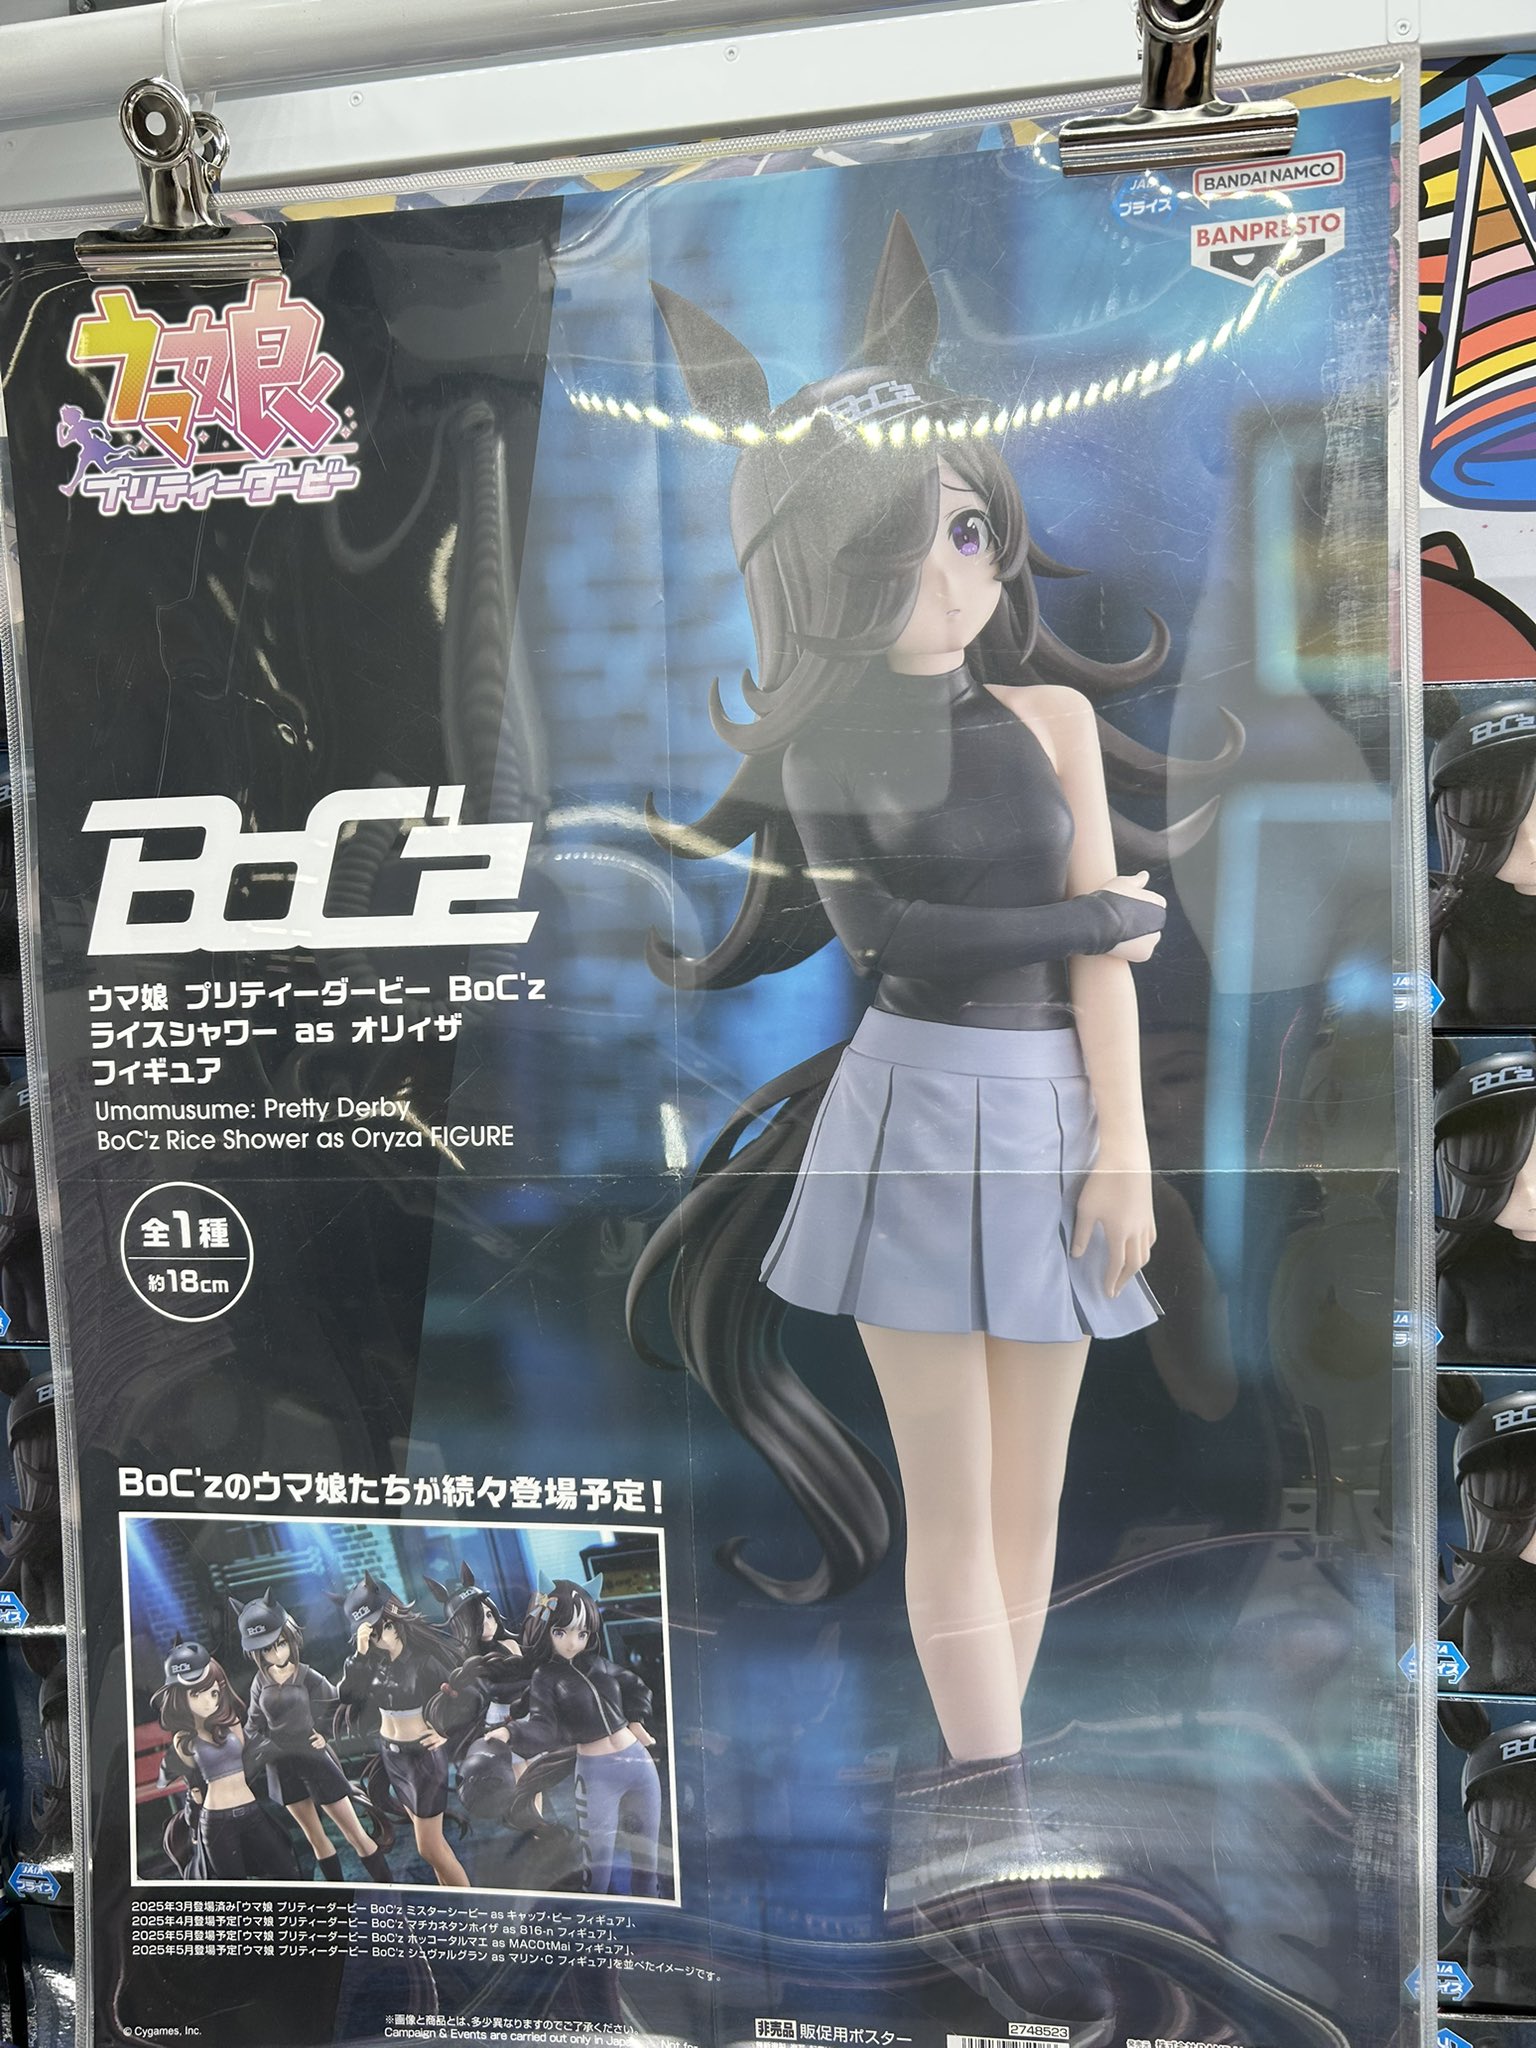 JAIA
プライズ
BANDAI NAMCO
BANPRESTO
ウマ娘
プリティーダービー
BoC'z
BoC'z
ウマ娘 プリティーダービー BoC'z
ライスシャワー as オリイザ
フィギュア
Umamusume: Pretty Derby
BoC'z Rice Shower as Oryza FIGURE
全1種
約18cm
BoC'zのウマ娘たちが続々登場予定!
2025年3月登場済み「ウマ娘 プリティーダービー BoC'z ミスターシービー as キャップ・ビー フィギュア」、
2025年4月登場予定「ウマ娘 プリティーダービー BoC'z マチカネタンホイザ as 816-n フィギュア」、
2025年5月登場予定「ウマ娘 プリティーダービー BoC'z ホッコータルマエ as MACOtMai フィギュア」、
2025年5月登場予定「ウマ娘 プリティーダービー BoC'z シュヴァルグラン as マリン・C フィギュア」を並べたイメージです。
© Cygames, Inc.
※画像と商品とは、多少異なりますのでご了承ください。
Campaign & Events are carried out only in
非売品 販促用ポスター
2748523